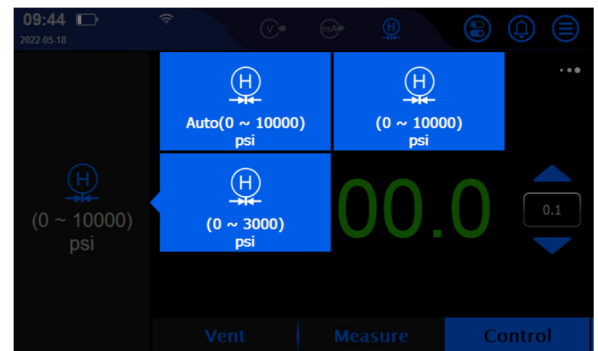 09:44
2022-05-18
V
mA
H
H
Auto(0 ~ 10000)
psi
H
(0 ~ 10000)
psi
H
(0 ~ 10000)
psi
H
(0 ~ 3000)
psi
00.0
0.1
Vent
Measure
Control